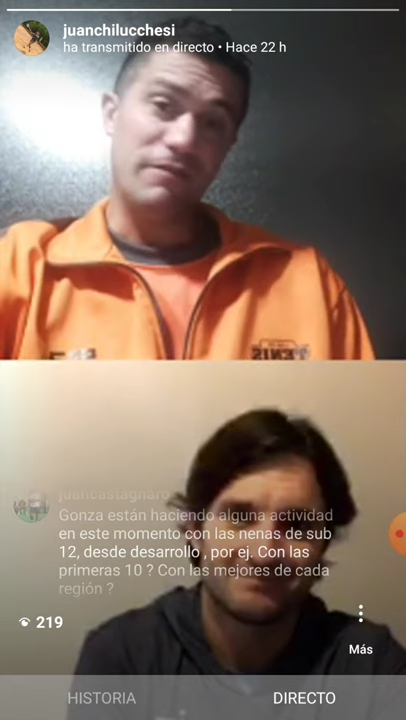 juanchilucchesi
ha transmitido en directo • Hace 22 h
juancastagnaro
Gonza están haciendo alguna actividad
en este momento con las nenas de sub
12, desde desarrollo , por ej. Con las
primeras 10 ? Con las mejores de cada
región ?
219
Más
HISTORIA
DIRECTO